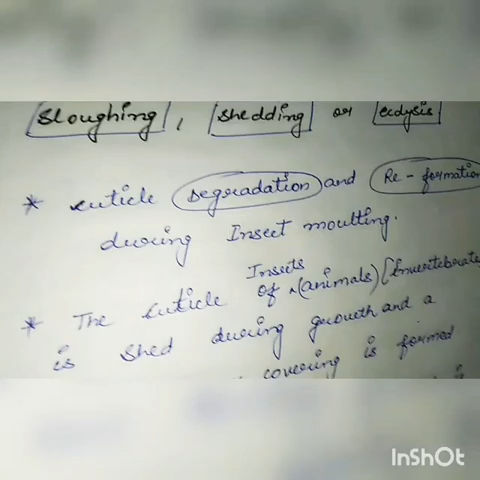 sloughing, shedding or ecdysis
* cuticle Degradation and Re-formation
during Insect moulting.
Insects
* The cuticle of (animals) [Invertebrate
is shed during growth and a
covering is formed
InShOt